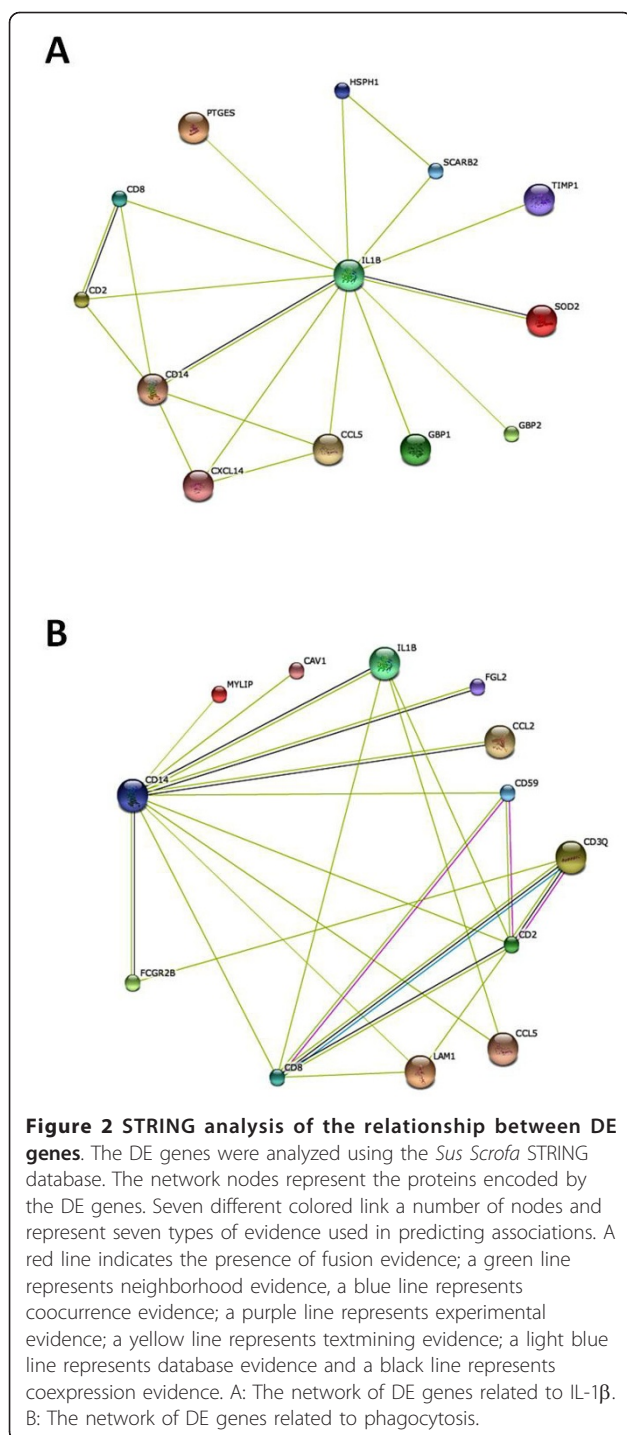 A
HSPH1
PTGES
SCARB2
CD8
TIMP1
IL1B
CD2
SOD2
CD14
GBP2
CCL5
GBP1
CXCL14
B
IL1B
CAV1
FGL2
MYLIP
CCL2
CD14
CD59
CD3Q
CD2
FCGR2B
CCL5
LAM1
CD8
Figure 2 STRING analysis of the relationship between DE
genes. The DE genes were analyzed using the Sus Scrofa STRING
database. The network nodes represent the proteins encoded by
the DE genes. Seven different colored link a number of nodes and
represent seven types of evidence used in predicting associations. A
red line indicates the presence of fusion evidence; a green line
represents neighborhood evidence, a blue line represents
coocurrence evidence; a purple line represents experimental
evidence; a yellow line represents textmining evidence; a light blue
line represents database evidence and a black line represents
coexpression evidence. A: The network of DE genes related to IL-1β.
B: The network of DE genes related to phagocytosis.